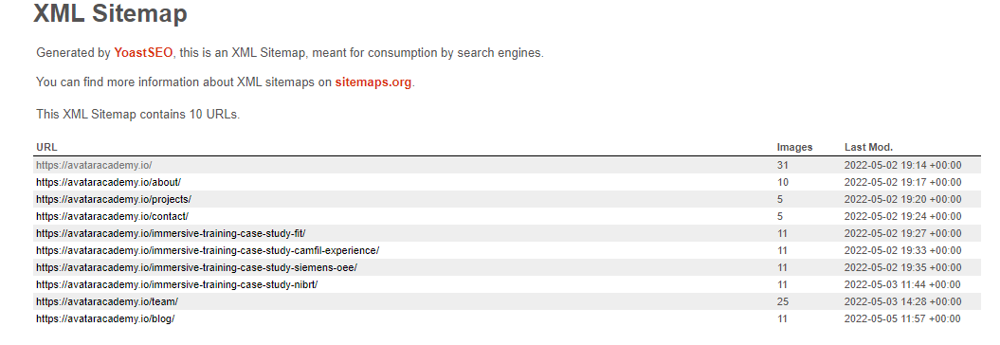 XML Sitemap
Generated by YoastSEO, this is an XML Sitemap, meant for consumption by search engines.
You can find more information about XML sitemaps on sitemaps.org.
This XML Sitemap contains 10 URLs.
URL Images Last Mod.
https://avataracademy.io/ 31 2022-05-02 19:14 +00:00
https://avataracademy.io/about/ 10 2022-05-02 19:17 +00:00
https://avataracademy.io/projects/ 5 2022-05-02 19:20 +00:00
https://avataracademy.io/contact/ 5 2022-05-02 19:24 +00:00
https://avataracademy.io/immersive-training-case-study-fit/ 11 2022-05-02 19:27 +00:00
https://avataracademy.io/immersive-training-case-study-camfil-experience/ 11 2022-05-02 19:33 +00:00
https://avataracademy.io/immersive-training-case-study-siemens-oee/ 11 2022-05-02 19:35 +00:00
https://avataracademy.io/immersive-training-case-study-nibrt/ 11 2022-05-03 11:44 +00:00
https://avataracademy.io/team/ 25 2022-05-03 14:28 +00:00
https://avataracademy.io/blog/ 11 2022-05-05 11:57 +00:00